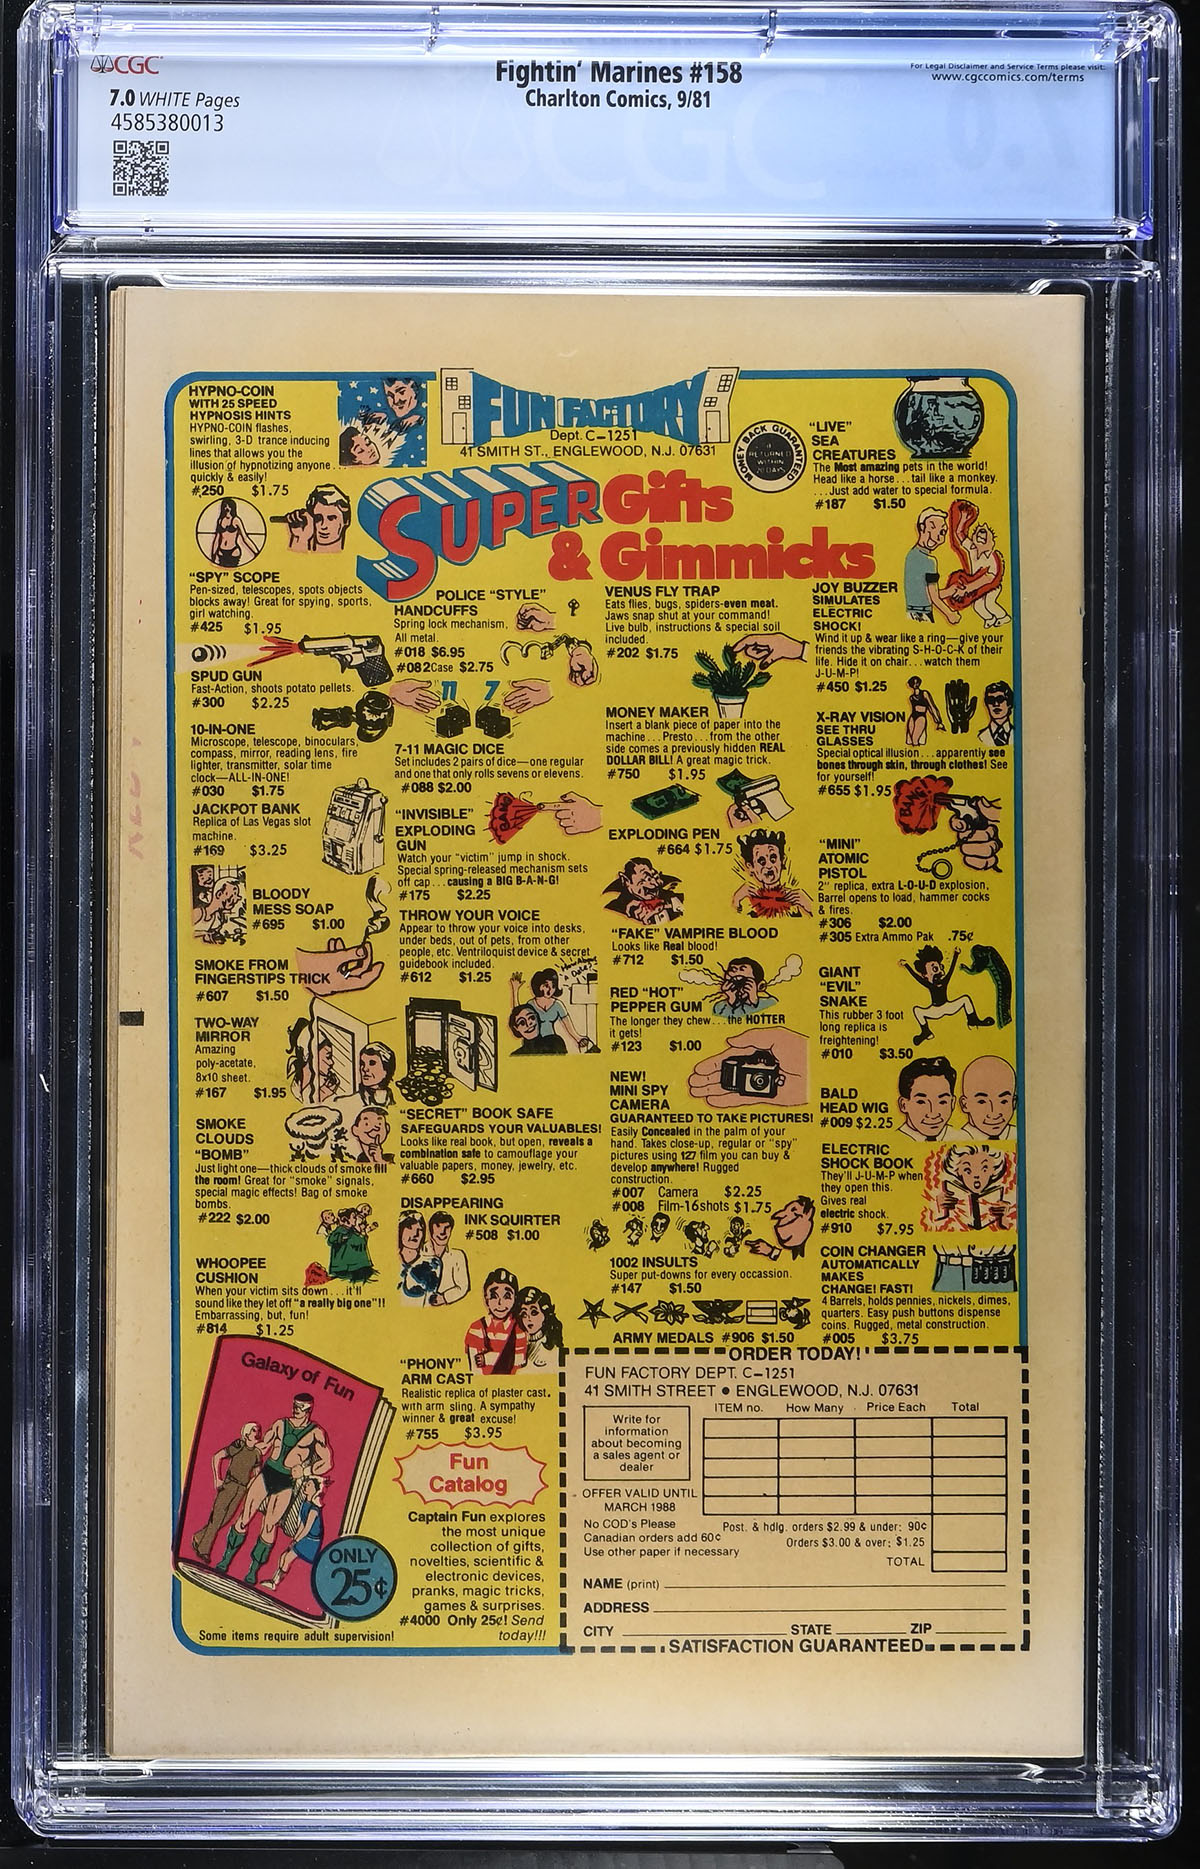 CGC
7.0 WHITE Pages
4585380013
Fightin' Marines #158
Charlton Comics, 9/81
For Legal Disclaimer and Service Terms please visit:
www.cgccomics.com/terms
FUN FACTORY
Dept. C-1251
41 SMITH ST., ENGLEWOOD, N.J. 07631
MONEY BACK GUARANTEED
RETURNED
WITHIN
SUPER Gifts
& Gimmicks
HYPNO-COIN
WITH 25 SPEED
HYPNOSIS HINTS
HYPNO-COIN flashes,
swirling, 3-D trance inducing
lines that allows you the
illusion of hypnotizing anyone...
quickly & easily!
#250 $1.75
"SPY" SCOPE
Pen-sized, telescopes, spots objects
blocks away! Great for spying, sports,
girl watching.
#425 $1.95
SPUD GUN
Fast-Action, shoots potato pellets.
#300 $2.25
10-IN-ONE
Microscope, telescope, binoculars,
compass, mirror, reading lens, fire
lighter, transmitter, solar time
clock—ALL-IN-ONE!
#030 $1.75
JACKPOT BANK
Replica of Las Vegas slot
machine.
#169 $3.25
BLOODY
MESS SOAP
#695 $1.00
SMOKE FROM
FINGERSTIPS TRICK
#607 $1.50
TWO-WAY
MIRROR
Amazing
poly-acetate,
8x10 sheet.
#167 $1.95
SMOKE
CLOUDS
"BOMB"
Just light one—thick clouds of smoke fill
the room! Great for "smoke" signals,
special magic effects! Bag of smoke
bombs.
#222 $2.00
WHOOPEE
CUSHION
When your victim sits down...it'll
sound like they let off "a really big one"!!
Embarrassing, but, fun!
#814 $1.25
Galaxy of Fun
ONLY
25¢
Some items require adult supervision!
POLICE "STYLE"
HANDCUFFS
Spring lock mechanism,
All metal.
#018 $6.95
#082Case $2.75
11 7
7-11 MAGIC DICE
Set includes 2 pairs of dice—one regular
and one that only rolls sevens or elevens.
#088 $2.00
"INVISIBLE"
EXPLODING
GUN
BANG
Watch your "victim" jump in shock.
Special spring-released mechanism sets
off cap...causing a BIG B-A-N-G!
#175 $2.25
THROW YOUR VOICE
Appear to throw your voice into desks,
under beds, out of pets, from other
people, etc. Ventriloquist device & secret
guidebook included.
#612 $1.25
How About a Date?
"SECRET" BOOK SAFE
SAFEGUARDS YOUR VALUABLES!
Looks like real book, but open, reveals a
combination safe to camouflage your
valuable papers, money, jewelry, etc.
#660 $2.95
DISAPPEARING
INK SQUIRTER
#508 $1.00
"PHONY"
ARM CAST
Realistic replica of plaster cast.
with arm sling. A sympathy
winner & great excuse!
#755 $3.95
Fun
Catalog
Captain Fun explores
the most unique
collection of gifts,
novelties, scientific &
electronic devices,
pranks, magic tricks,
games & surprises.
#4000 Only 25¢! Send
today!!!
VENUS FLY TRAP
Eats flies, bugs, spiders-even meat.
Jaws snap shut at your command!
Live bulb, instructions & special soil
included.
#202 $1.75
MONEY MAKER
Insert a blank piece of paper into the
machine...Presto...from the other
side comes a previously hidden REAL
DOLLAR BILL! A great magic trick.
#750 $1.95
EXPLODING PEN
#664 $1.75
"FAKE" VAMPIRE BLOOD
Looks like Real blood!
#712 $1.50
RED "HOT"
PEPPER GUM
The longer they chew...the HOTTER
it gets!
#123 $1.00
NEW!
MINI SPY
CAMERA
GUARANTEED TO TAKE PICTURES!
Easily Concealed in the palm of your
hand. Takes close-up, regular or "spy"
pictures using 127 film you can buy &
develop anywhere! Rugged
construction.
#007 Camera $2.25
#008 Film-16shots $1.75
1002 INSULTS
Super put-downs for every occassion.
#147 $1.50
ARMY MEDALS #906 $1.50
"LIVE"
SEA
CREATURES
The Most amazing pets in the world!
Head like a horse...tail like a monkey.
...Just add water to special formula.
#187 $1.50
JOY BUZZER
SIMULATES
ELECTRIC
SHOCK!
Wind it up & wear like a ring—give your
friends the vibrating S-H-O-C-K of their
life. Hide it on chair...watch them
J-U-M-P!
#450 $1.25
X-RAY VISION
SEE THRU
GLASSES
Special optical illusion...apparently see
bones through skin, through clothes! See
for yourself!
#655 $1.95
BANG
"MINI"
ATOMIC
PISTOL
2" replica, extra L-O-U-D explosion,
Barrel opens to load, hammer cocks
& fires.
#306 $2.00
#305 Extra Ammo Pak .75¢
GIANT
"EVIL"
SNAKE
This rubber 3 foot
long replica is
freightening!
#010 $3.50
BALD
HEAD WIG
#009 $2.25
ELECTRIC
SHOCK BOOK
They'll J-U-M-P when
they open this.
Gives real
electric shock.
#910 $7.95
COIN CHANGER
AUTOMATICALLY
MAKES
CHANGE! FAST!
4 Barrels, holds pennies, nickels, dimes,
quarters. Easy push buttons dispense
coins. Rugged, metal construction.
#005 $3.75
ORDER TODAY!
FUN FACTORY DEPT. C-1251
41 SMITH STREET • ENGLEWOOD, N.J. 07631
Write for
information
about becoming
a sales agent or
dealer
ITEM no. How Many Price Each Total
OFFER VALID UNTIL
MARCH 1988
No COD's Please
Canadian orders add 60¢
Use other paper if necessary
Post. & hdlg. orders $2.99 & under: 90¢
Orders $3.00 & over: $1.25
TOTAL
NAME (print)
ADDRESS
CITY STATE ZIP
SATISFACTION GUARANTEED